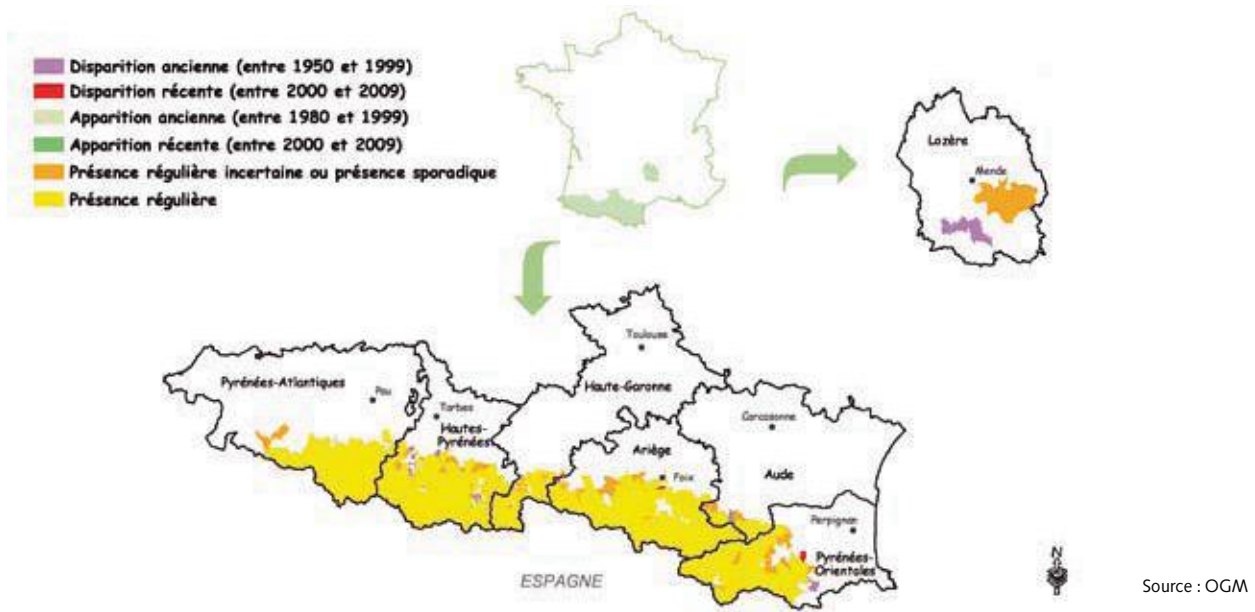 Disparition ancienne (entre 1950 et 1999)
Disparition récente (entre 2000 et 2009)
Apparition ancienne (entre 1980 et 1999)
Apparition récente (entre 2000 et 2009)
Présence régulière incertaine ou présence sporadique
Présence régulière
Lozère
Mende
Toulouse
Pyrénées-Atlantiques
Pau
Haute-Garonne
Tarbes
Hautes-
Pyrénées
Carcasonne
Ariège
Foix
Aude
Perpignan
Pyrénées-
Orientales
ESPAGNE
N
Source : OGM